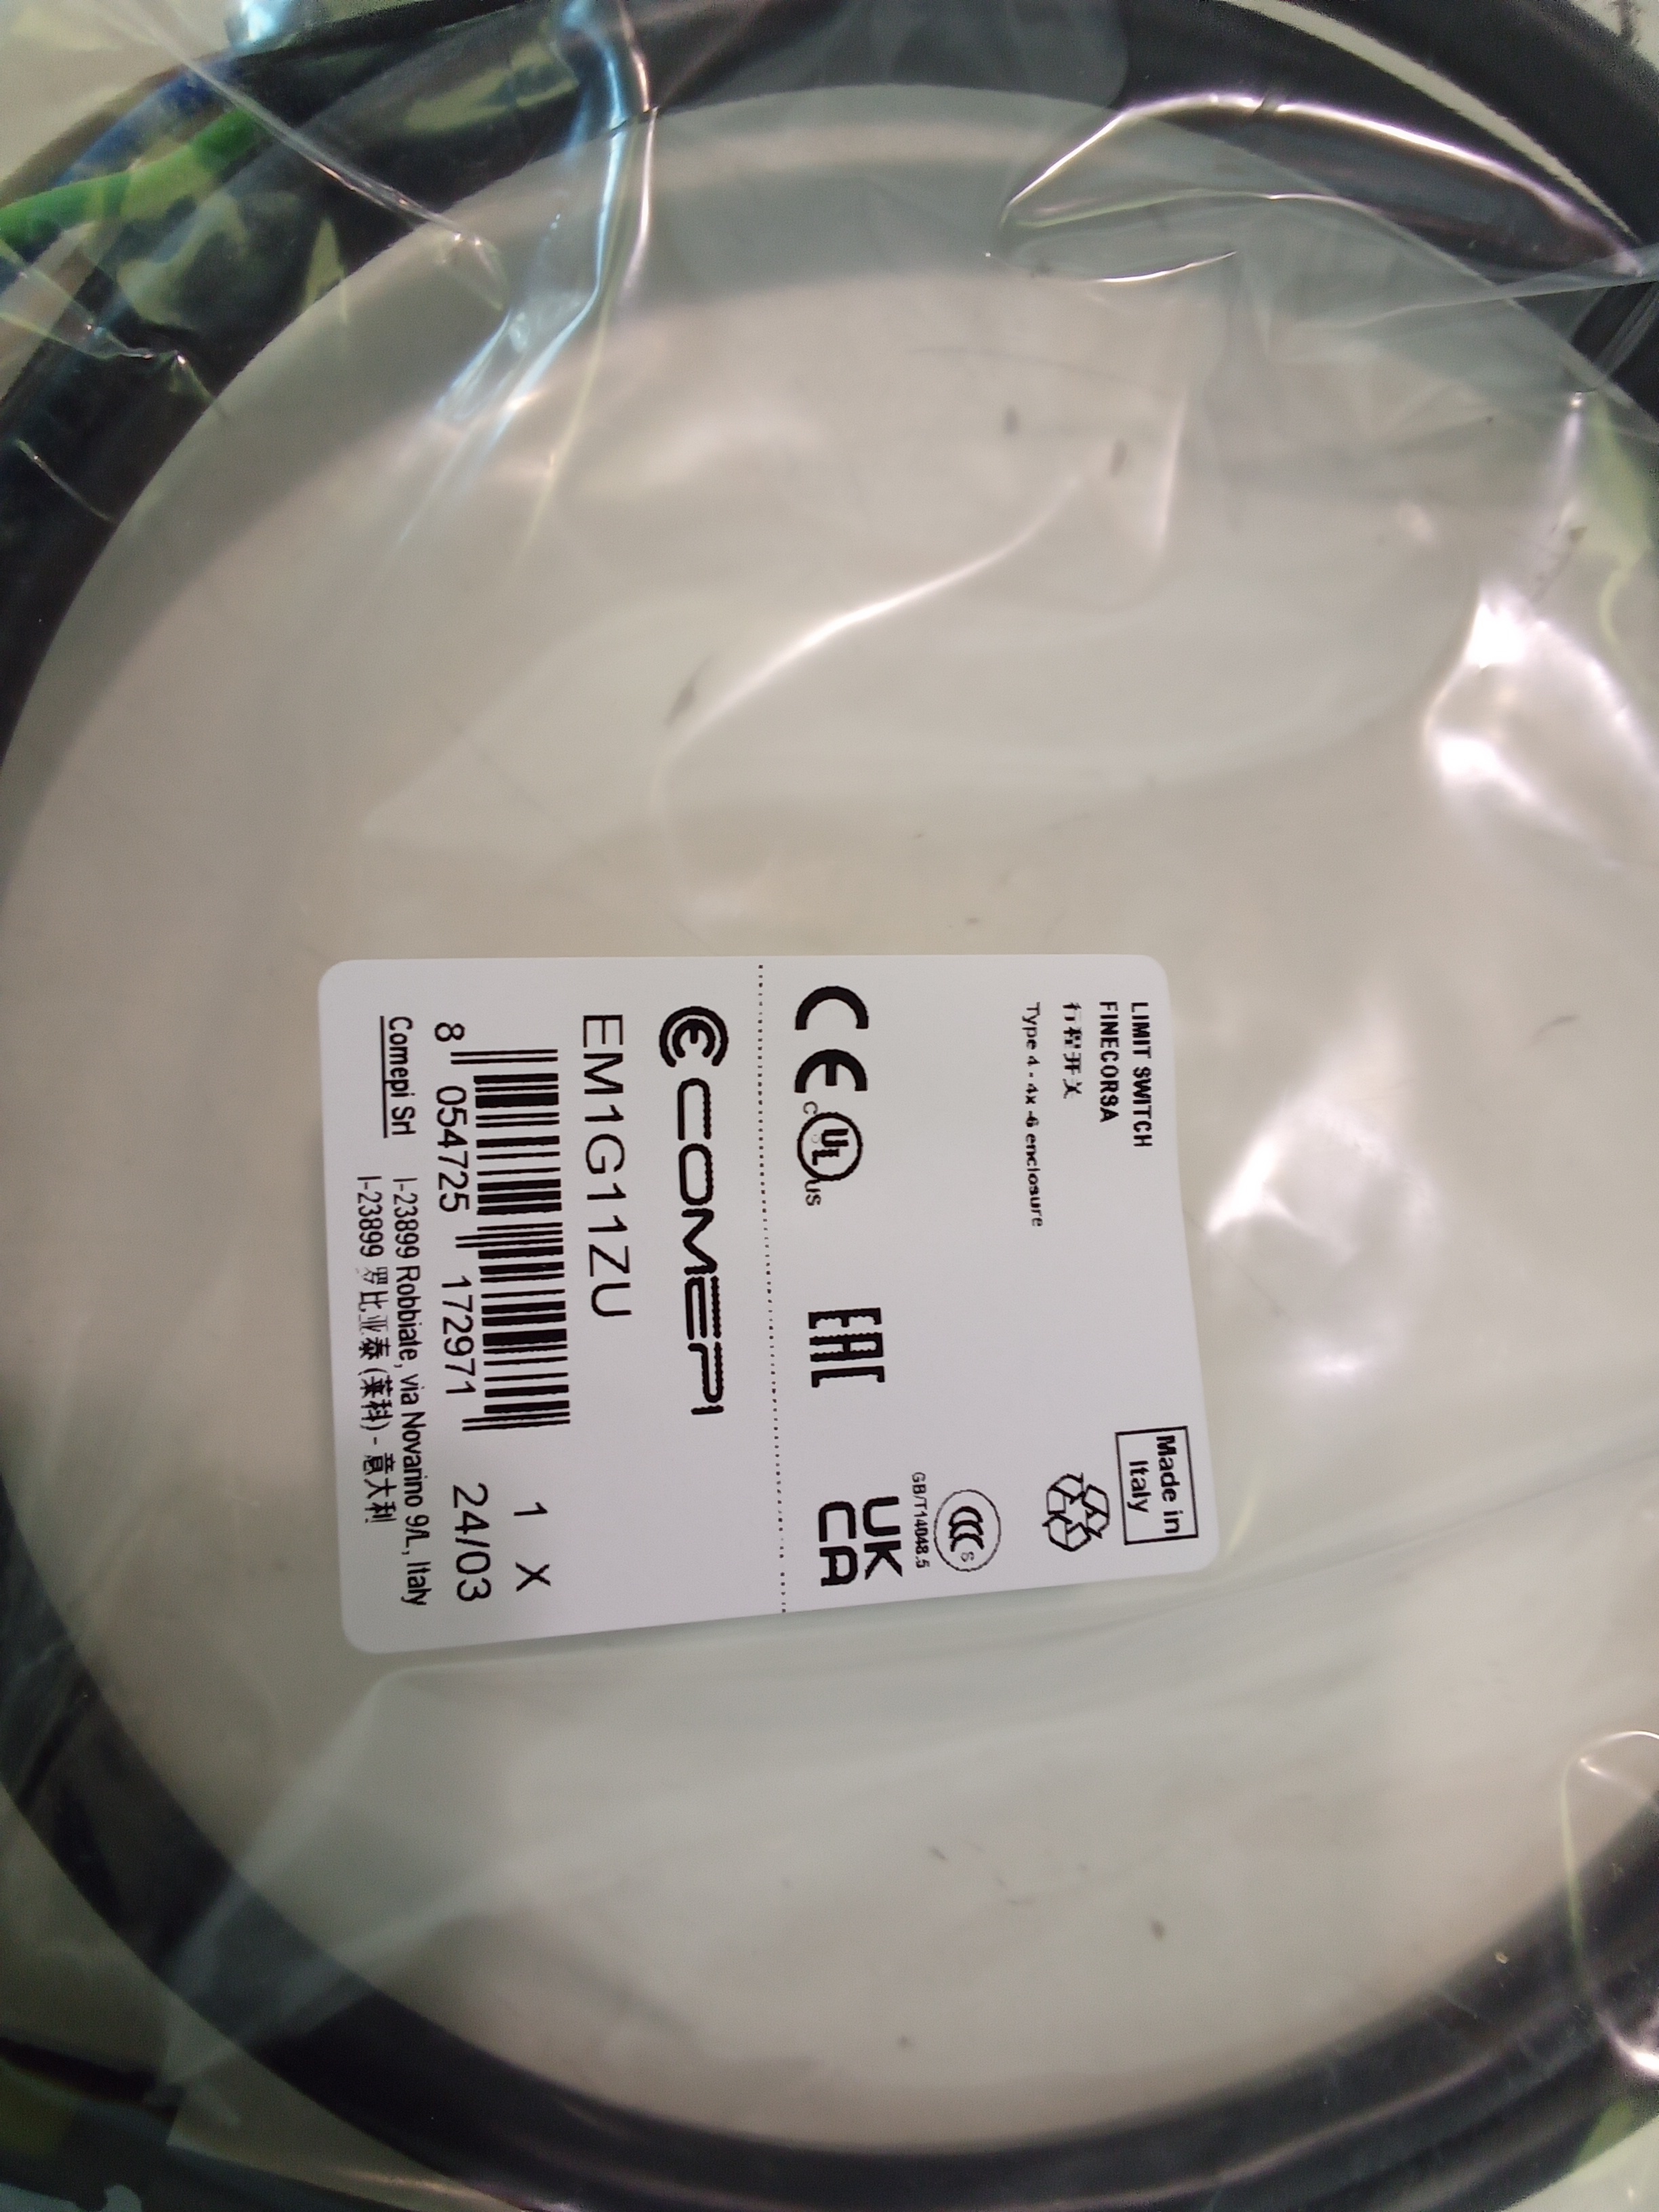 LIMIT SWITCH
FINECORSA
行程开关
Type 4 - 4x -6 enclosure
Made in
Italy
CE
c UL us
EAC
CCC S
GB/T14048.5
UK
CA
COMEPI
EM1G11ZU
1 X
8 054725 172971
24/03
Comepi Srl
I-23899 Robbiate, via Novarino 9/L, Italy
I-23899 罗比亚泰 (莱科) - 意大利